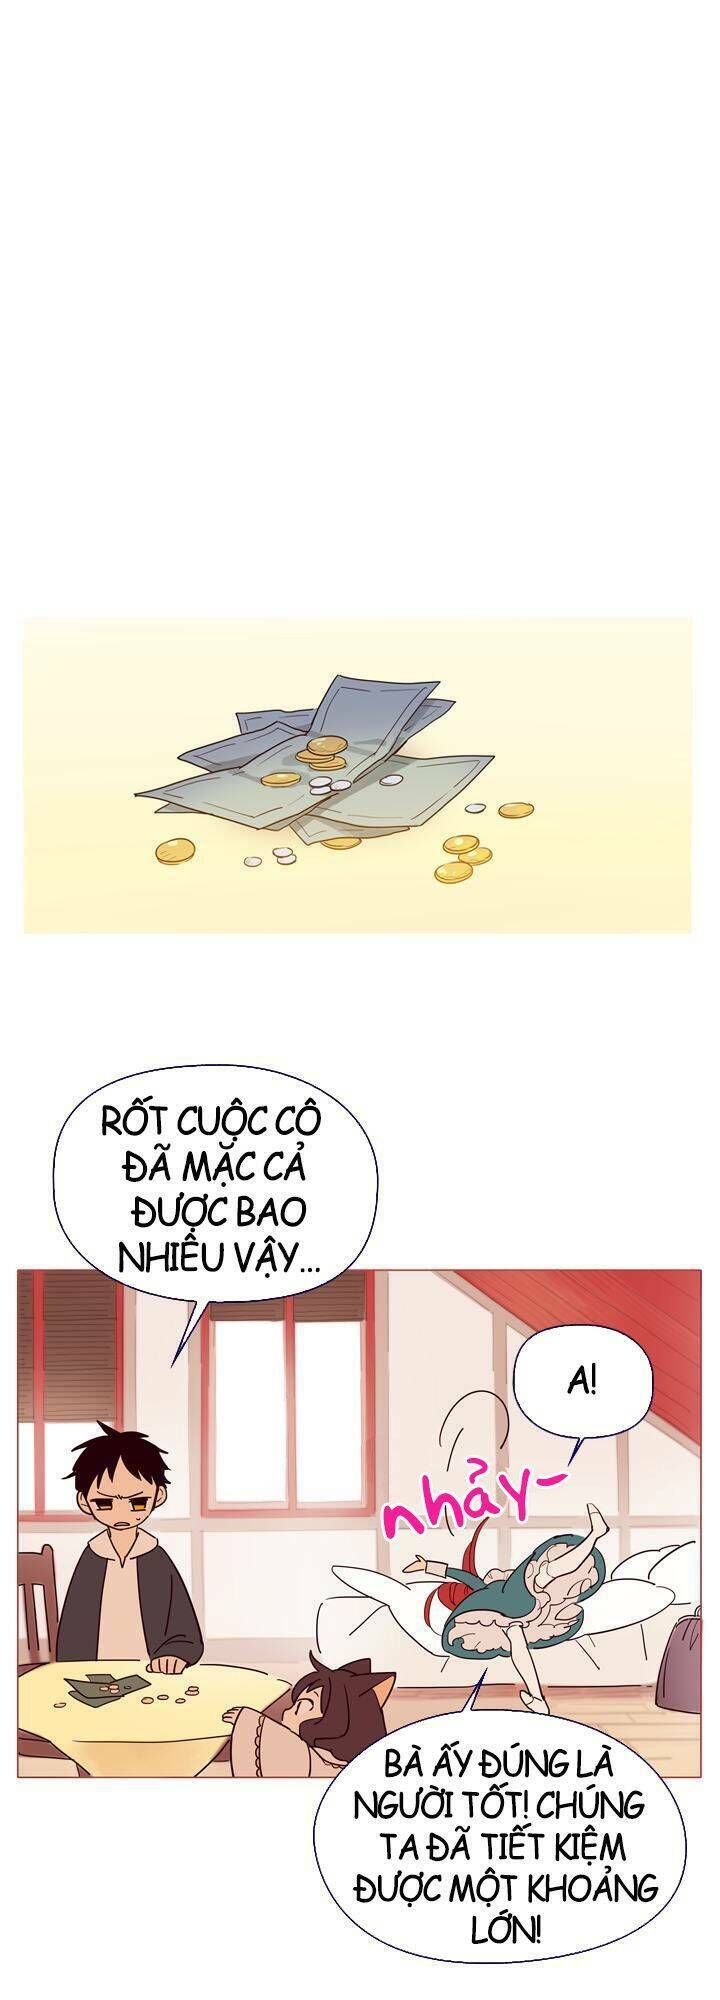 RỐT CUỘC CÔ
ĐÃ MẶC CẢ
ĐƯỢC BAO
NHIÊU VẬY...
A!
nhảy-
BÀ ẤY ĐÚNG LÀ
NGƯỜI TỐT! CHÚNG
TA ĐÃ TIẾT KIỆM
ĐƯỢC MỘT KHOẢNG
LỚN!